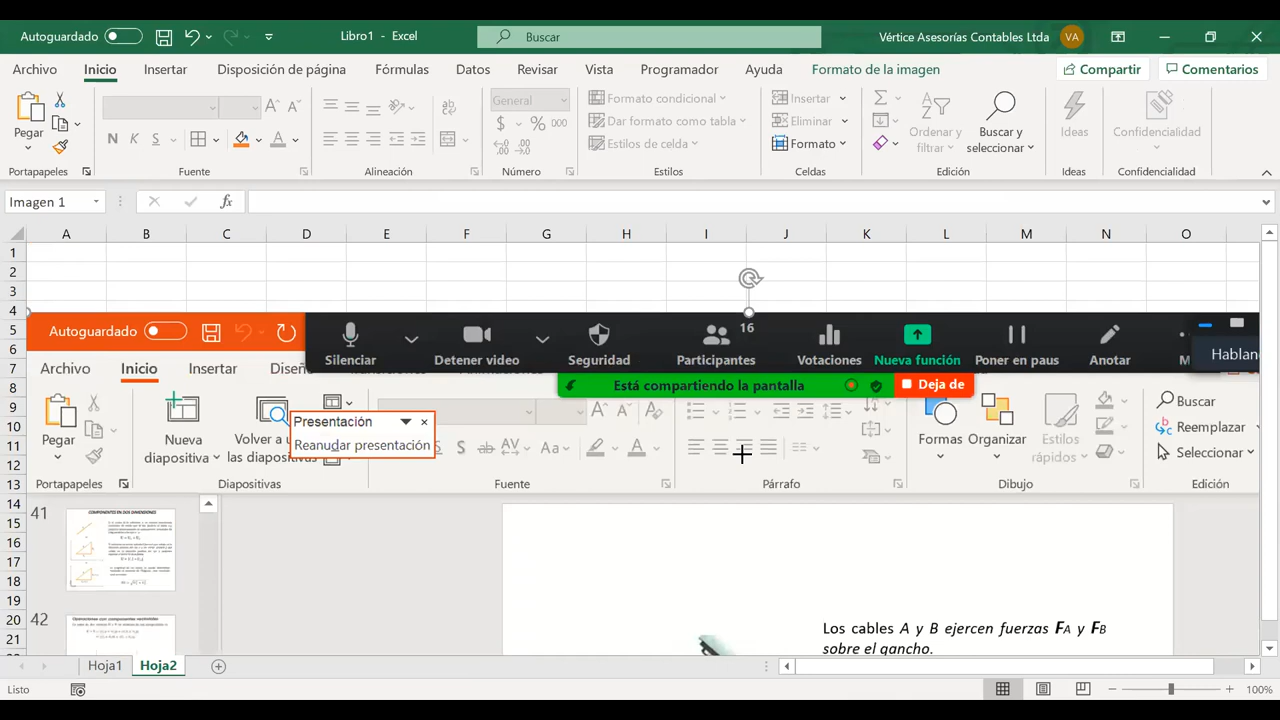 Autoguardado
Libro1 - Excel
Buscar
Vértice Asesorías Contables Ltda
VA
Archivo Inicio Insertar Disposición de página Fórmulas Datos Revisar Vista Programador Ayuda Formato de la imagen Compartir Comentarios
Pegar
N K S
General
$ % 000
Formato condicional
Dar formato como tabla
Estilos de celda
Insertar
Eliminar
Formato
Ordenar y
filtrar
Buscar y
seleccionar
Ideas
Confidencialidad
Portapapeles Fuente Alineación Número Estilos Celdas Edición Ideas Confidencialidad
Imagen 1
fx
A B C D E F G H I J K L M N O
1
2
3
4
5
6
7
8
9
10
11
12
13
14
15
16
17
18
19
20
21
Autoguardado
Silenciar Detener video Seguridad Participantes 16 Votaciones Nueva función Poner en paus Anotar M
Hablan
Está compartiendo la pantalla
Deja de
Archivo Inicio Insertar Diseñ
Presentación
Reanudar presentación
Pegar
Nueva
diapositiva
Volver a u
las diapositivas
S ab AV Aa A
Formas Organizar Estilos
rápidos
Buscar
Reemplazar
Seleccionar
Portapapeles Diapositivas Fuente Párrafo Dibujo Edición
41
COMPONENTES EN DOS DIMENSIONES
42
Los cables A y B ejercen fuerzas FA y FB
sobre el gancho.
Hoja1 Hoja2
Listo
100%